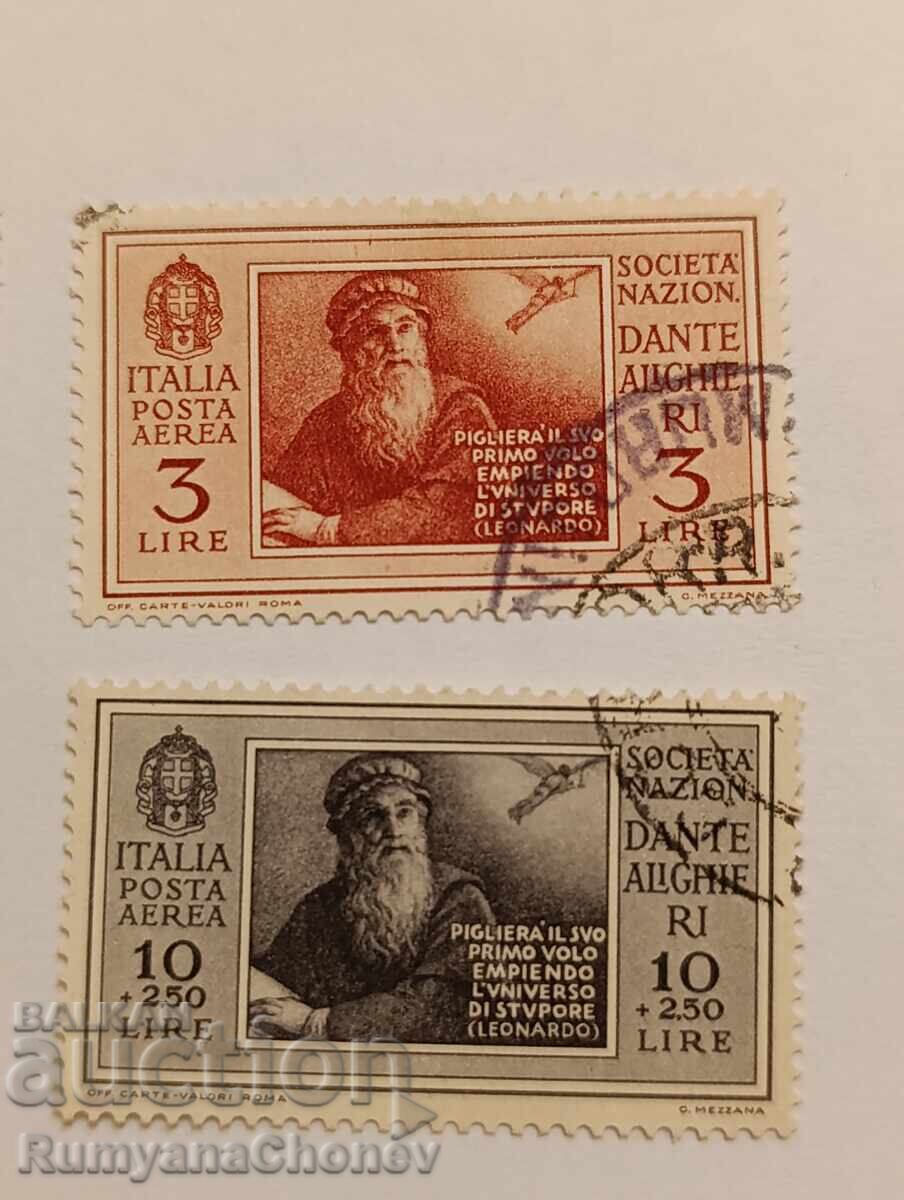 ITALIA
POSTA
AEREA
3
LIRE
PIGLIERA' IL SVO
PRIMO VOLO
EMPIENDO
L'VNIVERSO
DI STVPORE
(LEONARDO)
SOCIETA'
NAZION.
DANTE
ALIGHIE
RI
3
LIRE
OFF. CARTE-VALORI ROMA
C. MEZZANA
ITALIA
POSTA
AEREA
10
+ 2.50
LIRE
PIGLIERA' IL SVO
PRIMO VOLO
EMPIENDO
L'VNIVERSO
DI STVPORE
(LEONARDO)
SOCIETA'
NAZION.
DANTE
ALIGHIE
RI
10
+ 2.50
LIRE
OFF. CARTE-VALORI ROMA
C. MEZZANA
BALKAN
auction
RumyanaChonev